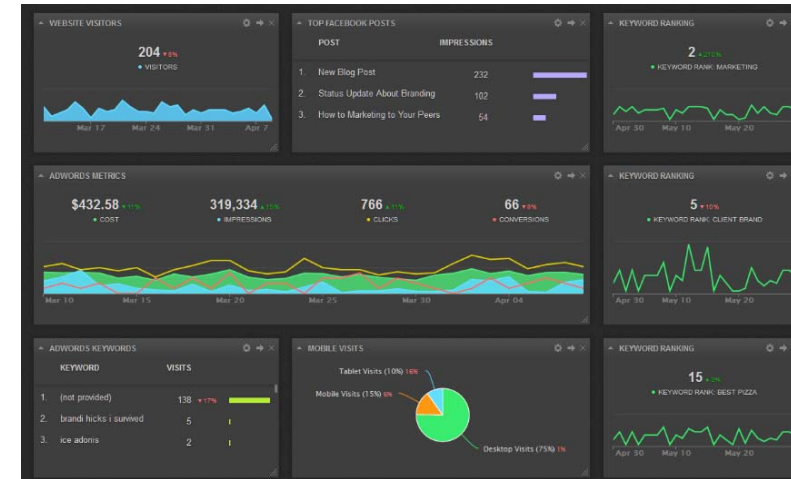 WEBSITE VISITORS
204 ▼8%
VISITORS
Mar 17 Mar 24 Mar 31 Apr 7
TOP FACEBOOK POSTS
POST IMPRESSIONS
1. New Blog Post 232
2. Status Update About Branding 102
3. How to Marketing to Your Peers 54
KEYWORD RANKING
2
KEYWORD RANK: MARKETING
Apr 30 May 10 May 20
ADWORDS METRICS
$432.58 ▲11% 319,334 ▲15% 766 ▲11% 66 ▼8%
COST IMPRESSIONS CLICKS CONVERSIONS
Mar 10 Mar 15 Mar 20 Mar 25 Mar 30 Apr 04
KEYWORD RANKING
5 ▼10%
KEYWORD RANK: CLIENT BRAND
Apr 30 May 10 May 20
ADWORDS KEYWORDS
KEYWORD VISITS
1. (not provided) 138 ▼17%
2. brandi hicks i survived 5
3. ice adonis 2
MOBILE VISITS
Tablet Visits (10%) 16%
Mobile Visits (15%)
Desktop Visits (75%) 1%
KEYWORD RANKING
15
KEYWORD RANK: BEST PIZZA
Apr 30 May 10 May 20